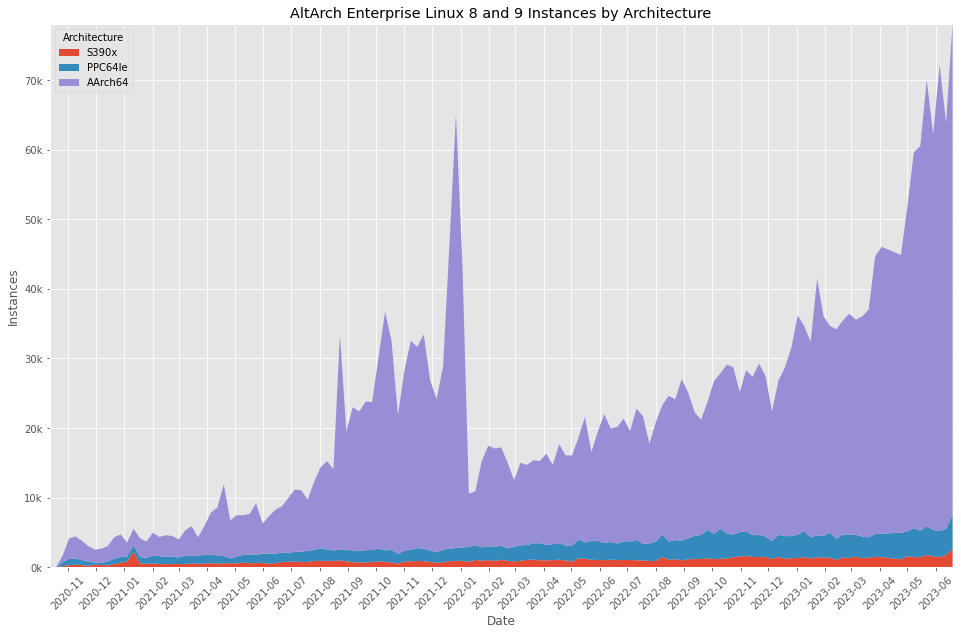 AltArch Enterprise Linux 8 and 9 Instances by Architecture
Architecture
S390x
PPC64le
AArch64
70k
60k
50k
40k
30k
20k
10k
0k
Instances
2020-11
2020-12
2021-01
2021-02
2021-03
2021-04
2021-05
2021-06
2021-07
2021-08
2021-09
2021-10
2021-11
2021-12
2022-01
2022-02
2022-03
2022-04
2022-05
2022-06
2022-07
2022-08
2022-09
2022-10
2022-11
2022-12
2023-01
2023-02
2023-03
2023-04
2023-05
2023-06
Date